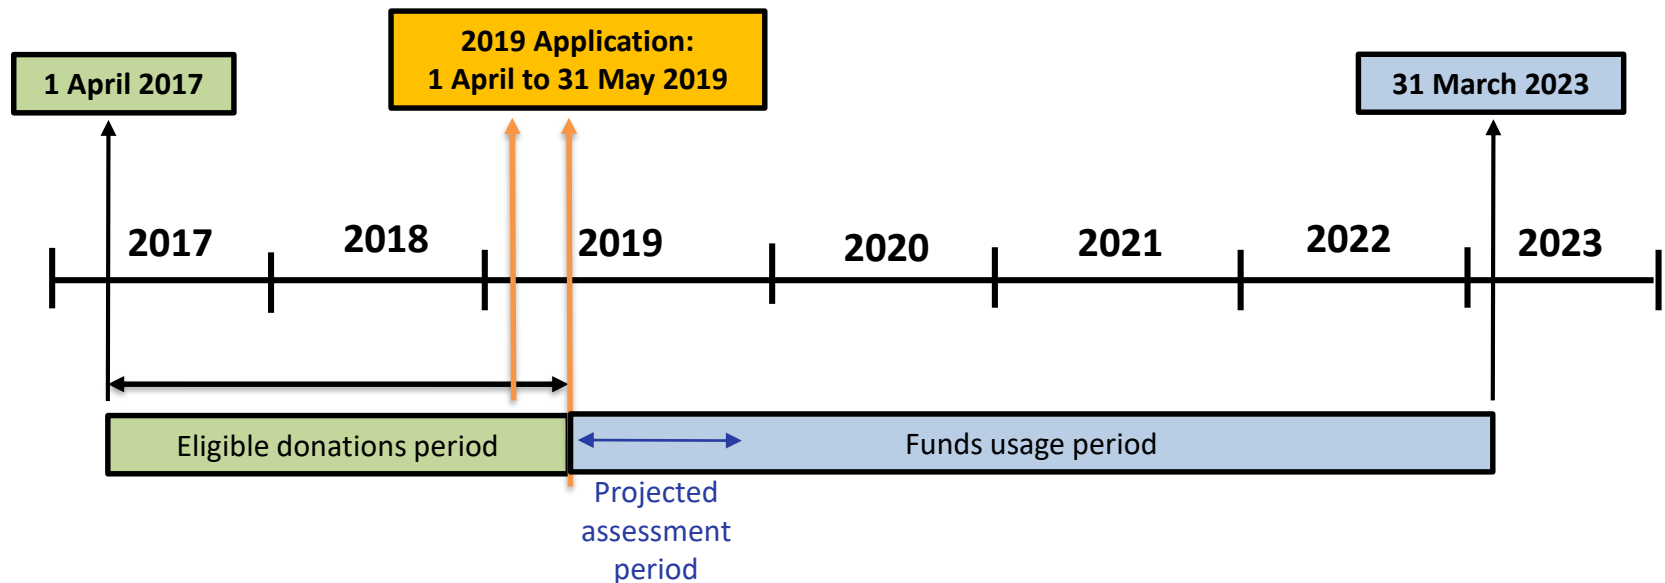 2019 Application:
1 April to 31 May 2019
1 April 2017
31 March 2023
2017
2018
2019
2020
2021
2022
2023
Eligible donations period
Funds usage period
Projected
assessment
period